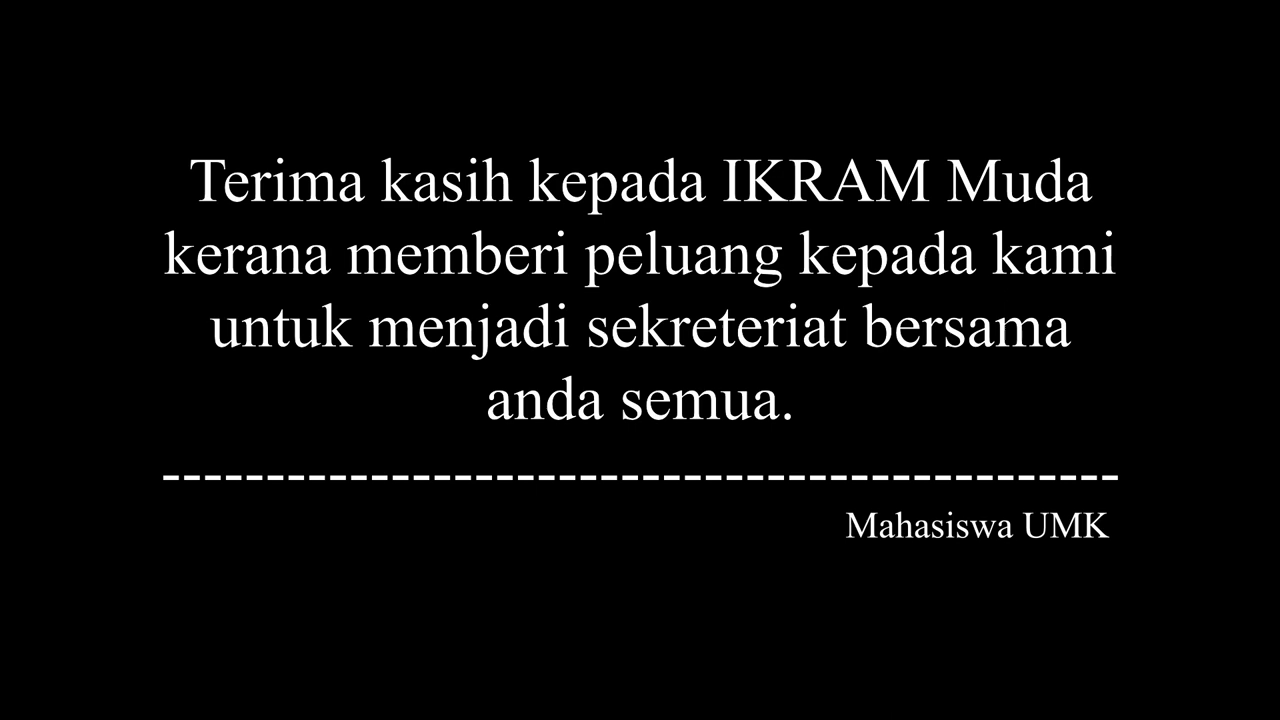 Terima kasih kepada IKRAM Muda
kerana memberi peluang kepada kami
untuk menjadi sekreteriat bersama
anda semua.
----------------------------------------------
Mahasiswa UMK